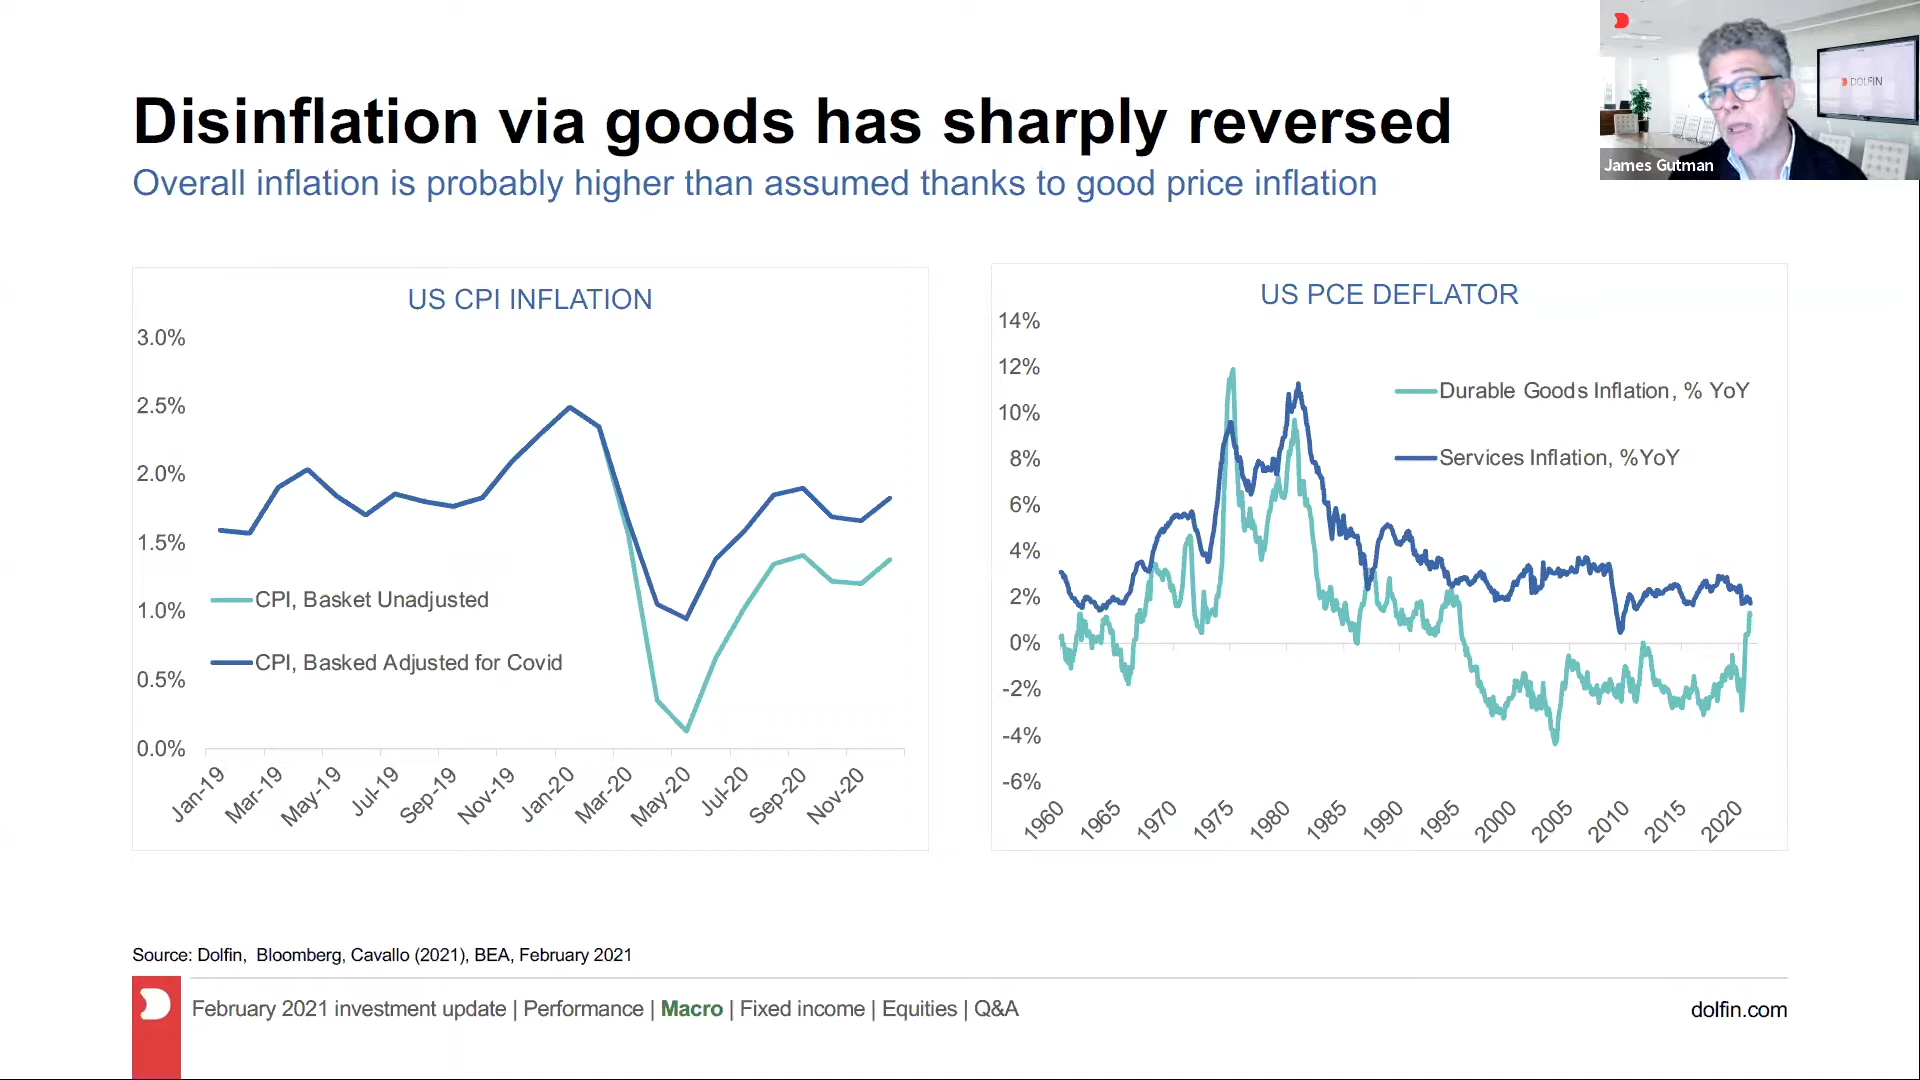 Disinflation via goods has sharply reversed
Overall inflation is probably higher than assumed thanks to good price inflation
DOLFIN
James Gutman
US CPI INFLATION
3.0%
2.5%
2.0%
1.5%
1.0%
0.5%
0.0%
CPI, Basket Unadjusted
CPI, Basked Adjusted for Covid
Jan-19
Mar-19
May-19
Jul-19
Sep-19
Nov-19
Jan-20
Mar-20
May-20
Jul-20
Sep-20
Nov-20
US PCE DEFLATOR
14%
12%
10%
8%
6%
4%
2%
0%
-2%
-4%
-6%
Durable Goods Inflation, % YoY
Services Inflation, %YoY
1960
1965
1970
1975
1980
1985
1990
1995
2000
2005
2010
2015
2020
Source: Dolfin, Bloomberg, Cavallo (2021), BEA, February 2021
February 2021 investment update | Performance | Macro | Fixed income | Equities | Q&A
dolfin.com